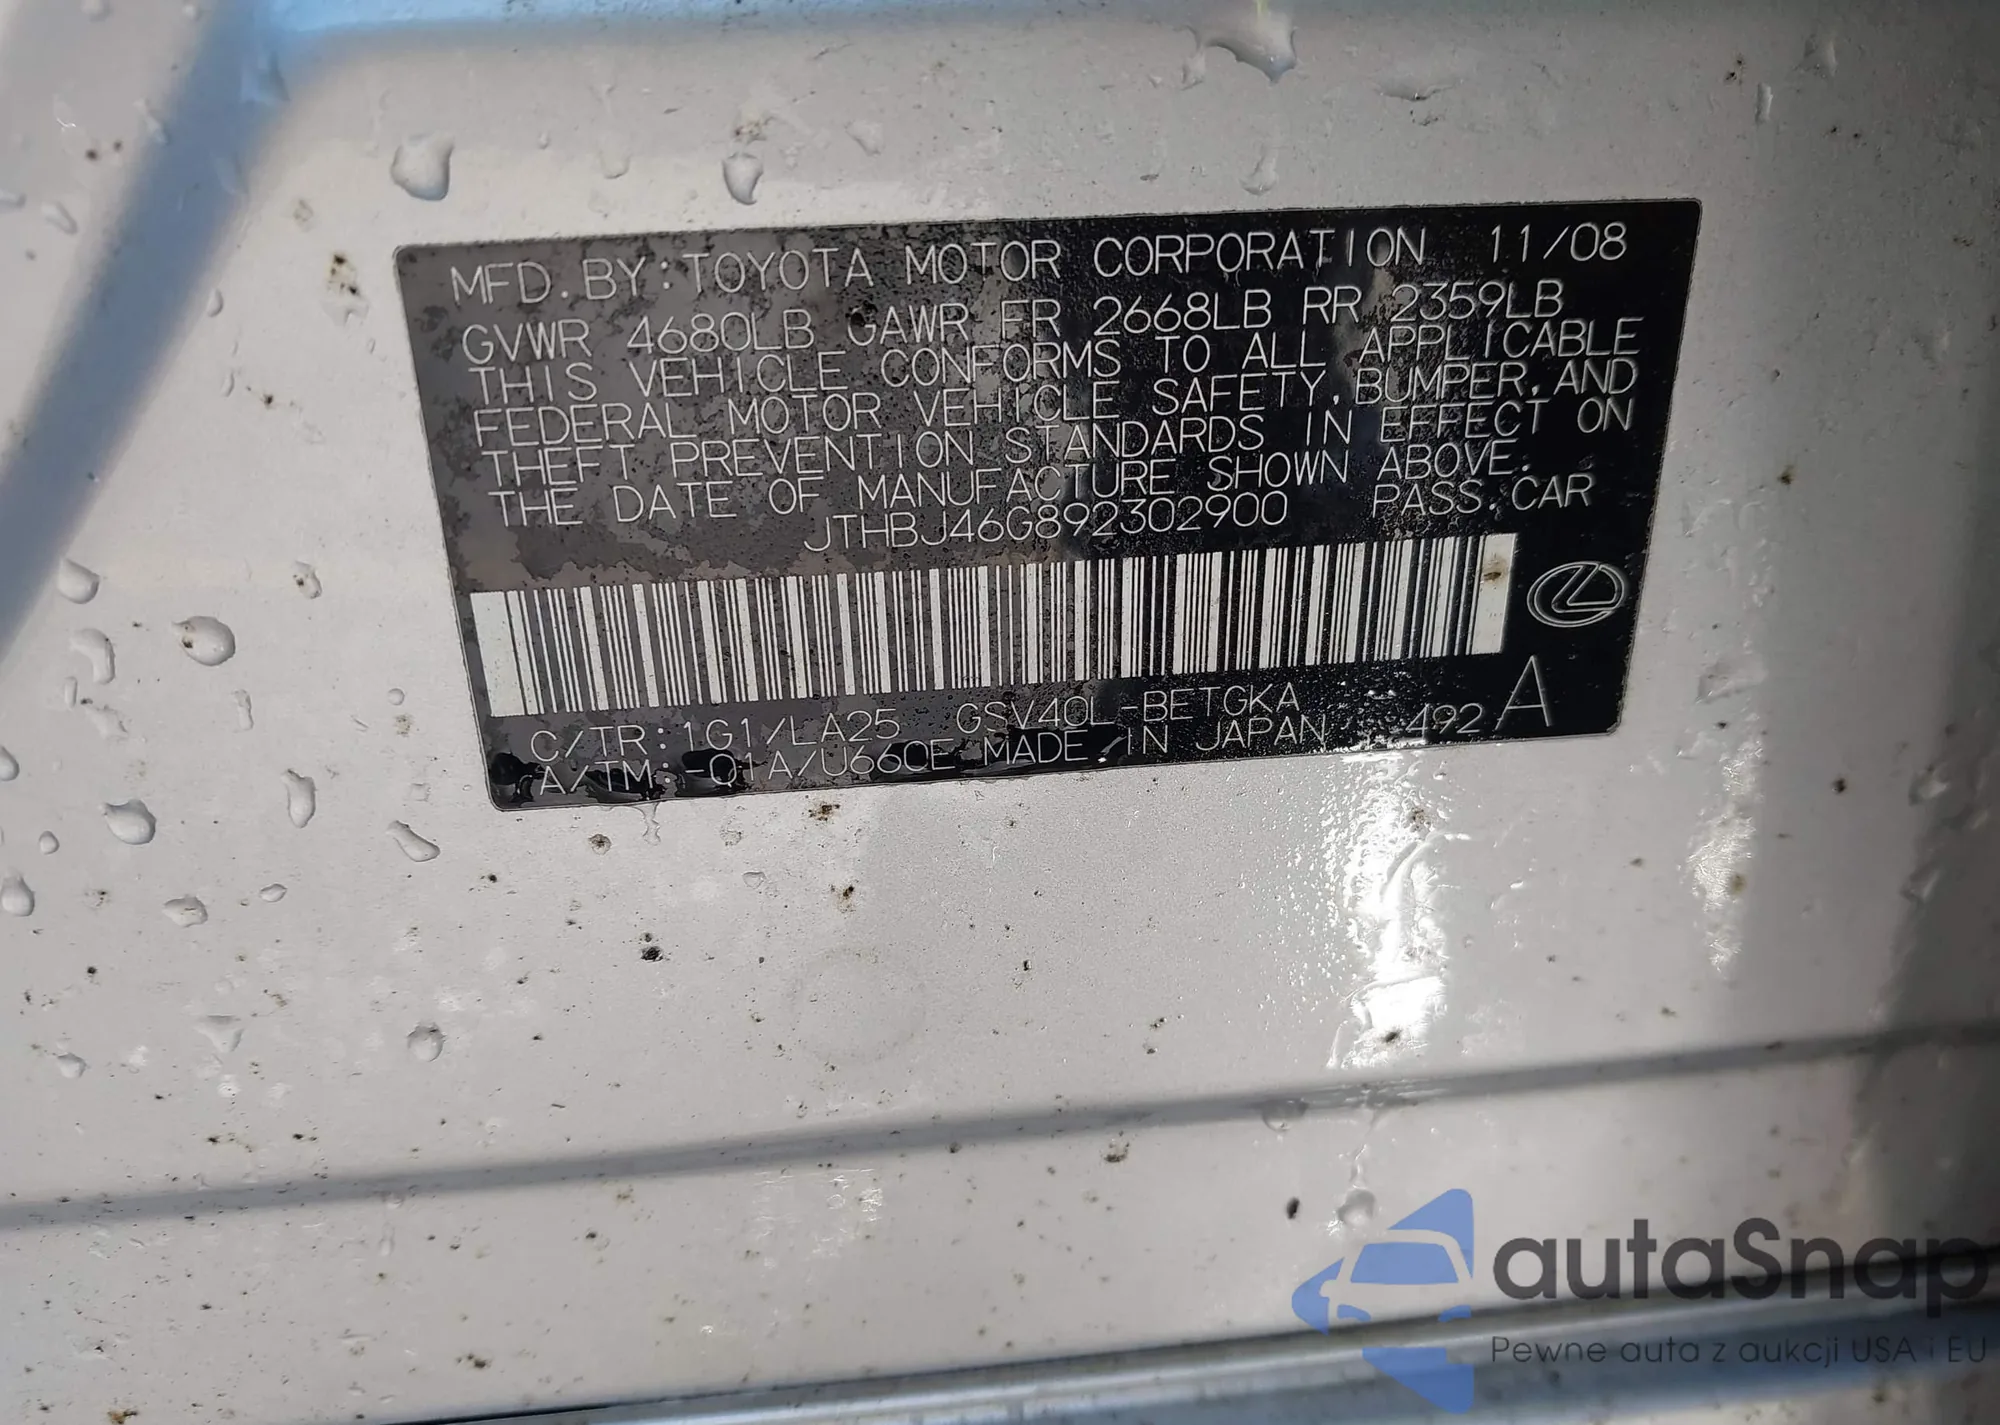 MFD. BY: TOYOTA MOTOR CORPORATION 11/08
GVWR 4680LB GAWR FR 2668LB RR 2359LB
THIS VEHICLE CONFORMS TO ALL APPLICABLE
FEDERAL MOTOR VEHICLE SAFETY, BUMPER, AND
THEFT PREVENTION STANDARDS IN EFFECT ON
THE DATE OF MANUFACTURE SHOWN ABOVE.
JTHBJ46G892302900 PASS. CAR
C/TR: 1G1/LA25 GSV40L-BETGKA
A/TM: -01A/U660E MADE IN JAPAN 492 A
autaSnap
Pewne auta z aukcji USA i EU